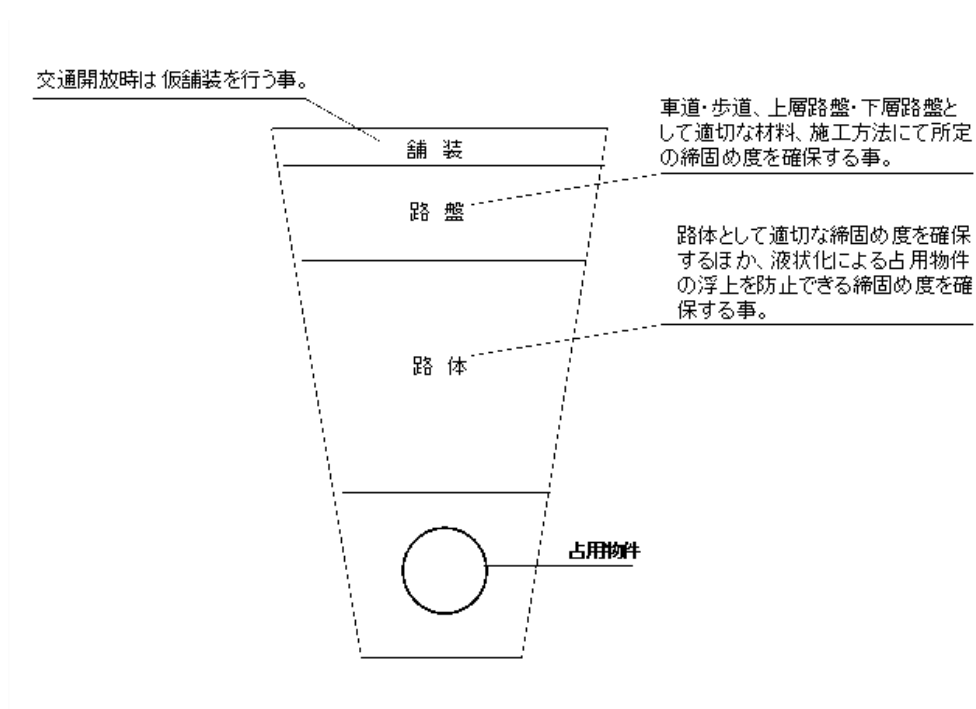 交通開放時は仮舗装を行う事。
車道・歩道、上層路盤・下層路盤と
して適切な材料、施工方法にて所定
の締固め度を確保する事。
舗 装
路 盤
路体として適切な締固め度を確保
するほか、液状化による占用物件
の浮上を防止できる締固め度を確
保する事。
路 体
占用物件